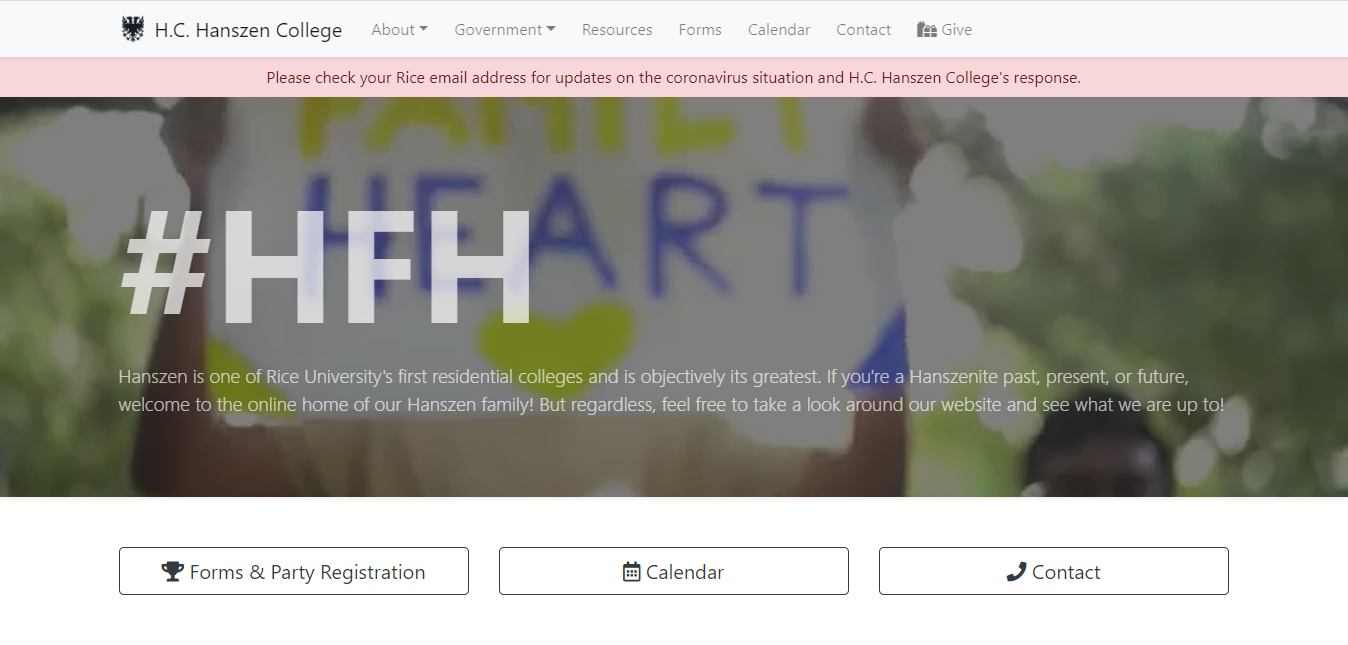 H.C. Hanszen College About Government Resources Forms Calendar Contact Give
Please check your Rice email address for updates on the coronavirus situation and H.C. Hanszen College's response.
FAMILY
HEART
#HFH
Hanszen is one of Rice University's first residential colleges and is objectively its greatest. If you're a Hanszenite past, present, or future,
welcome to the online home of our Hanszen family! But regardless, feel free to take a look around our website and see what we are up to!
Forms & Party Registration Calendar Contact